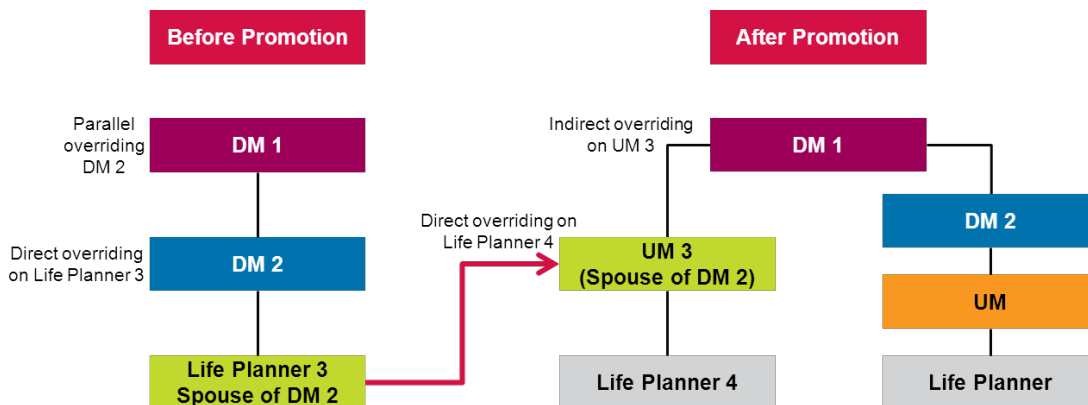 Before Promotion
Parallel
overriding
DM 2
DM 1
Direct overriding
on Life Planner 3
DM 2
Life Planner 3
Spouse of DM 2
After Promotion
Indirect overriding
on UM 3
DM 1
Direct overriding on
Life Planner 4
UM 3
(Spouse of DM 2)
Life Planner 4
DM 2
UM
Life Planner